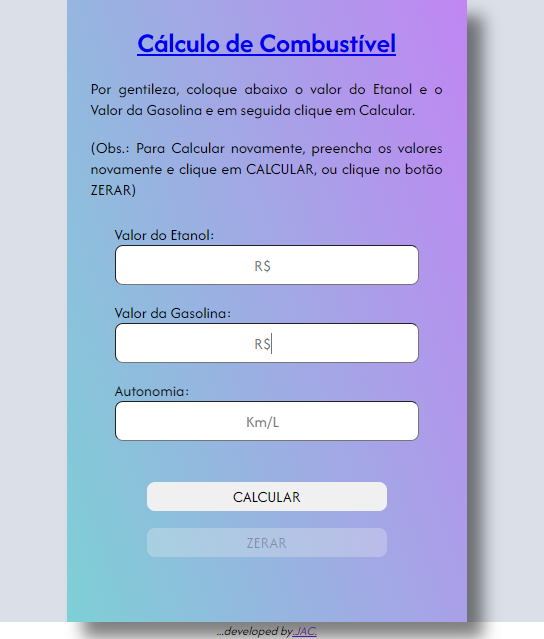 Cálculo de Combustível
Por gentileza, coloque abaixo o valor do Etanol e o
Valor da Gasolina e em seguida clique em Calcular.
(Obs.: Para Calcular novamente, preencha os valores
novamente e clique em CALCULAR, ou clique no botão
ZERAR)
Valor do Etanol:
R$
Valor da Gasolina:
R$
Autonomia:
Km/L
CALCULAR
ZERAR
...developed by.JAC.